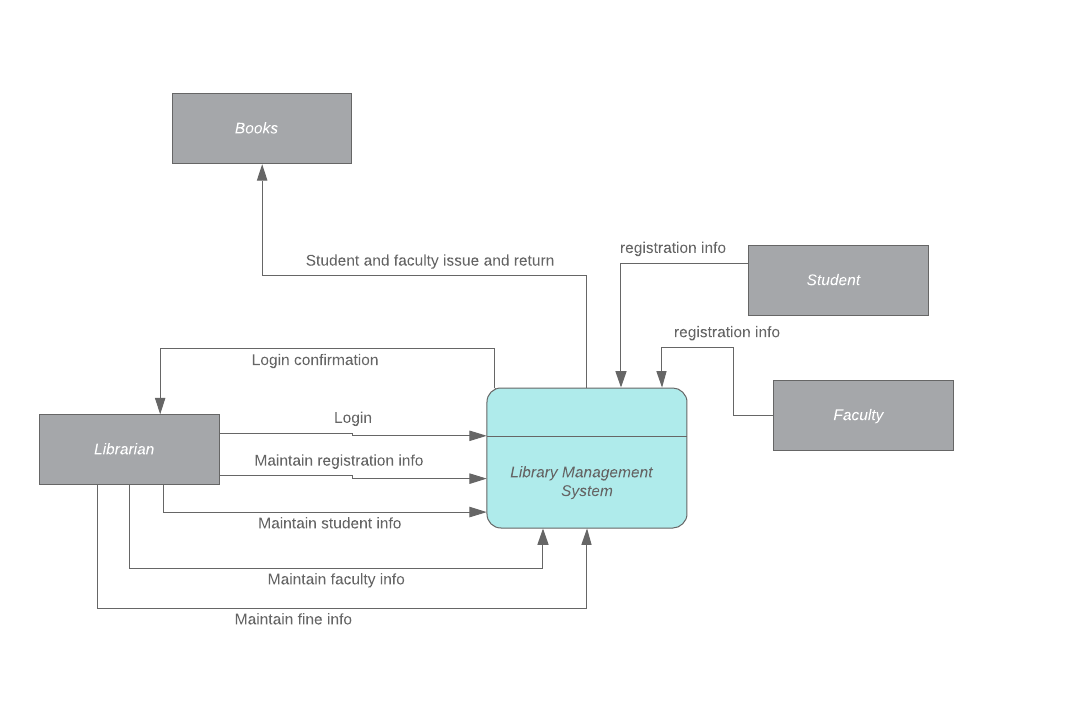 Books
Student and faculty issue and return
registration info
Student
registration info
Login confirmation
Faculty
Login
Librarian
Maintain registration info
Library Management
System
Maintain student info
Maintain faculty info
Maintain fine info